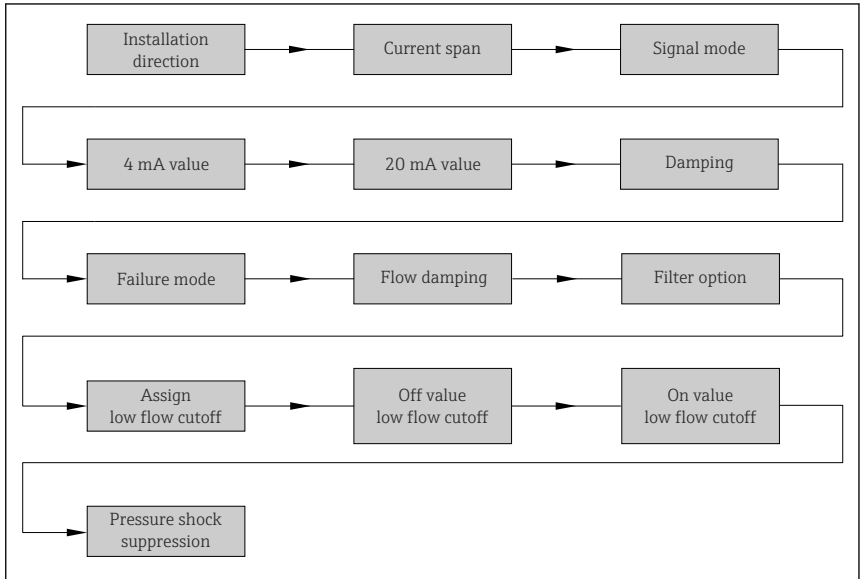 Installation
direction
Current span
Signal mode
4 mA value
20 mA value
Damping
Failure mode
Flow damping
Filter option
Assign
low flow cutoff
Off value
low flow cutoff
On value
low flow cutoff
Pressure shock
suppression